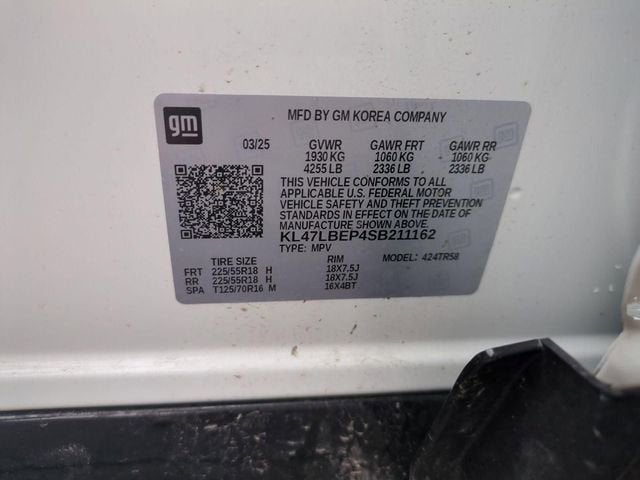 gm
MFD BY GM KOREA COMPANY
03/25 GVWR GAWR FRT GAWR RR
1930 KG 1060 KG 1060 KG
4255 LB 2336 LB 2336 LB
THIS VEHICLE CONFORMS TO ALL
APPLICABLE U.S. FEDERAL MOTOR
VEHICLE SAFETY AND THEFT PREVENTION
STANDARDS IN EFFECT ON THE DATE OF
MANUFACTURE SHOWN ABOVE.
KL47LBEP4SB211162
TYPE: MPV MODEL: 424TR58
TIRE SIZE RIM
FRT 225/55R18 H 18X7.5J
RR 225/55R18 H 18X7.5J
SPA T125/70R16 M 16X4BT